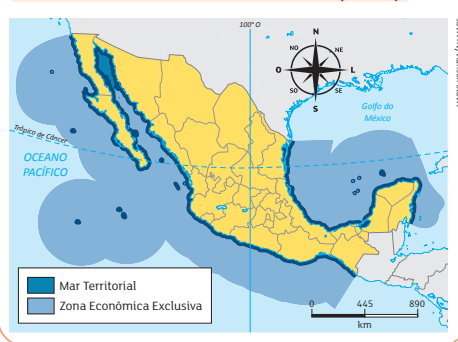 100° O
N
NO
NE
O
L
SO
SE
S
Golfo do
México
Trópico de Câncer
OCEANO
PACÍFICO
Mar Territorial
Zona Econômica Exclusiva
0
445
890
km